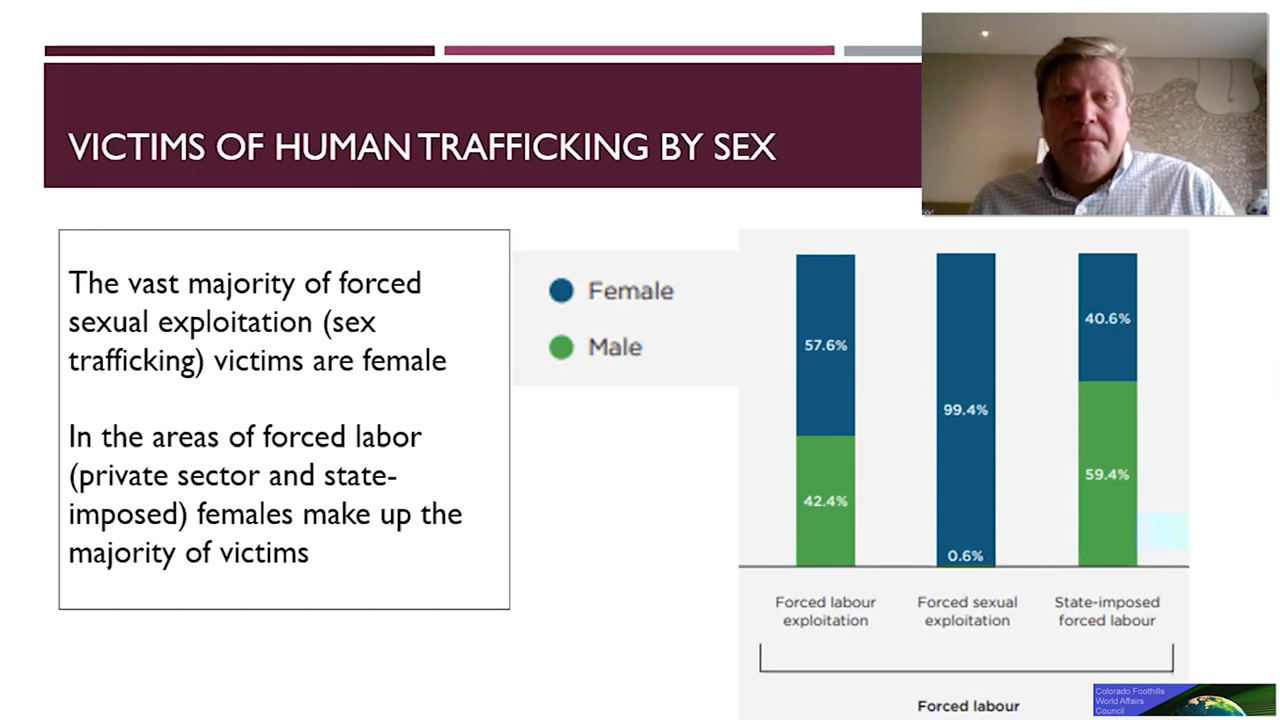 VICTIMS OF HUMAN TRAFFICKING BY SEX
The vast majority of forced
sexual exploitation (sex
trafficking) victims are female
In the areas of forced labor
(private sector and state-
imposed) females make up the
majority of victims
Female
Male
57.6%
42.4%
99.4%
0.6%
40.6%
59.4%
Forced labour
exploitation
Forced sexual
exploitation
State-imposed
forced labour
Forced labour
Colorado Foothills
World Affairs
Council